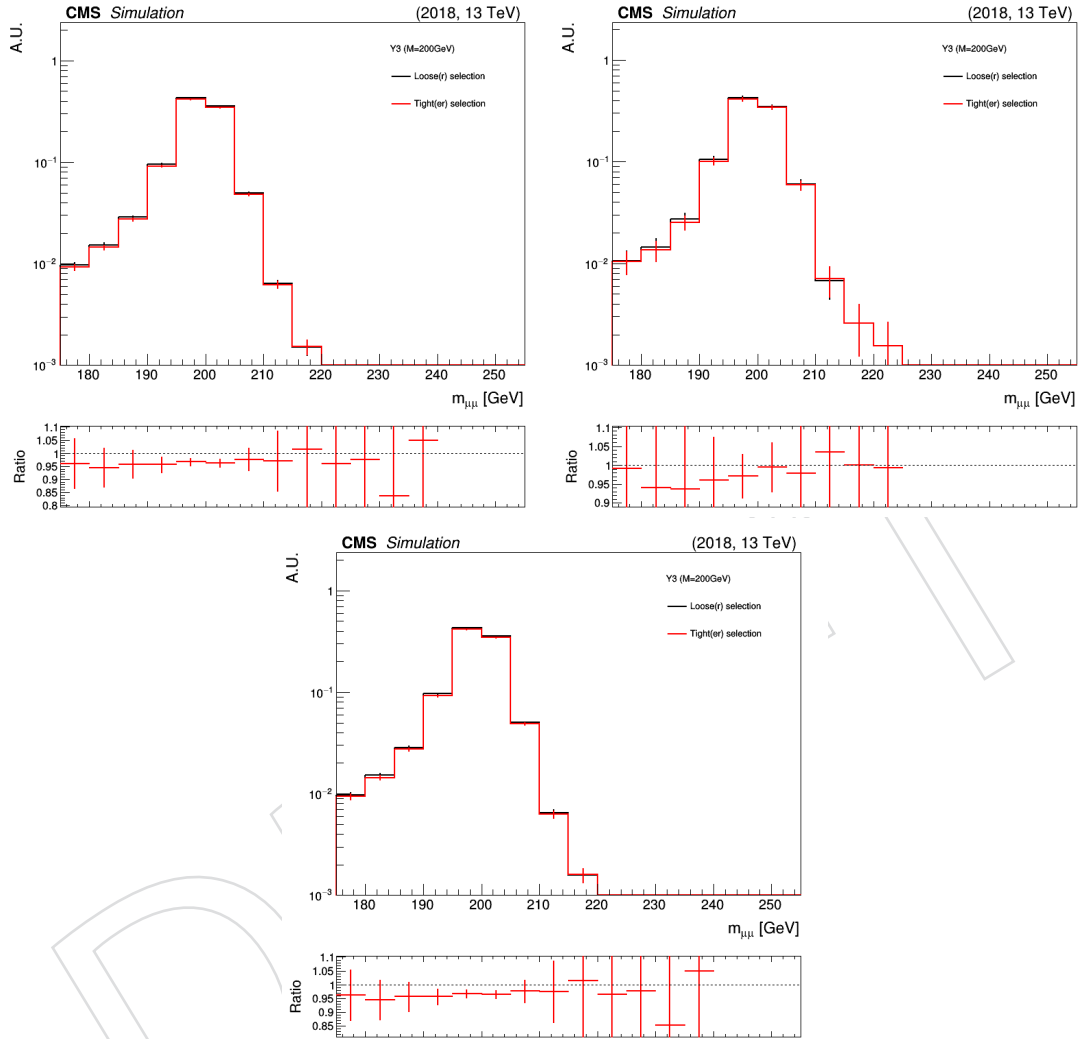 CMS Simulation (2018, 13 TeV)
A.U.
Y3 (M=200GeV)
Loose(r) selection
Tight(er) selection
1
10⁻¹
10⁻²
10⁻³
180 190 200 210 220 230 240 250
mμμ [GeV]
Ratio
1.1
1.05
1
0.95
0.9
0.85
0.8
CMS Simulation (2018, 13 TeV)
A.U.
Y3 (M=200GeV)
Loose(r) selection
Tight(er) selection
1
10⁻¹
10⁻²
10⁻³
180 190 200 210 220 230 240 250
mμμ [GeV]
Ratio
1.1
1.05
1
0.95
0.9
CMS Simulation (2018, 13 TeV)
A.U.
Y3 (M=200GeV)
Loose(r) selection
Tight(er) selection
1
10⁻¹
10⁻²
10⁻³
180 190 200 210 220 230 240 250
mμμ [GeV]
Ratio
1.1
1.05
1
0.95
0.9
0.85